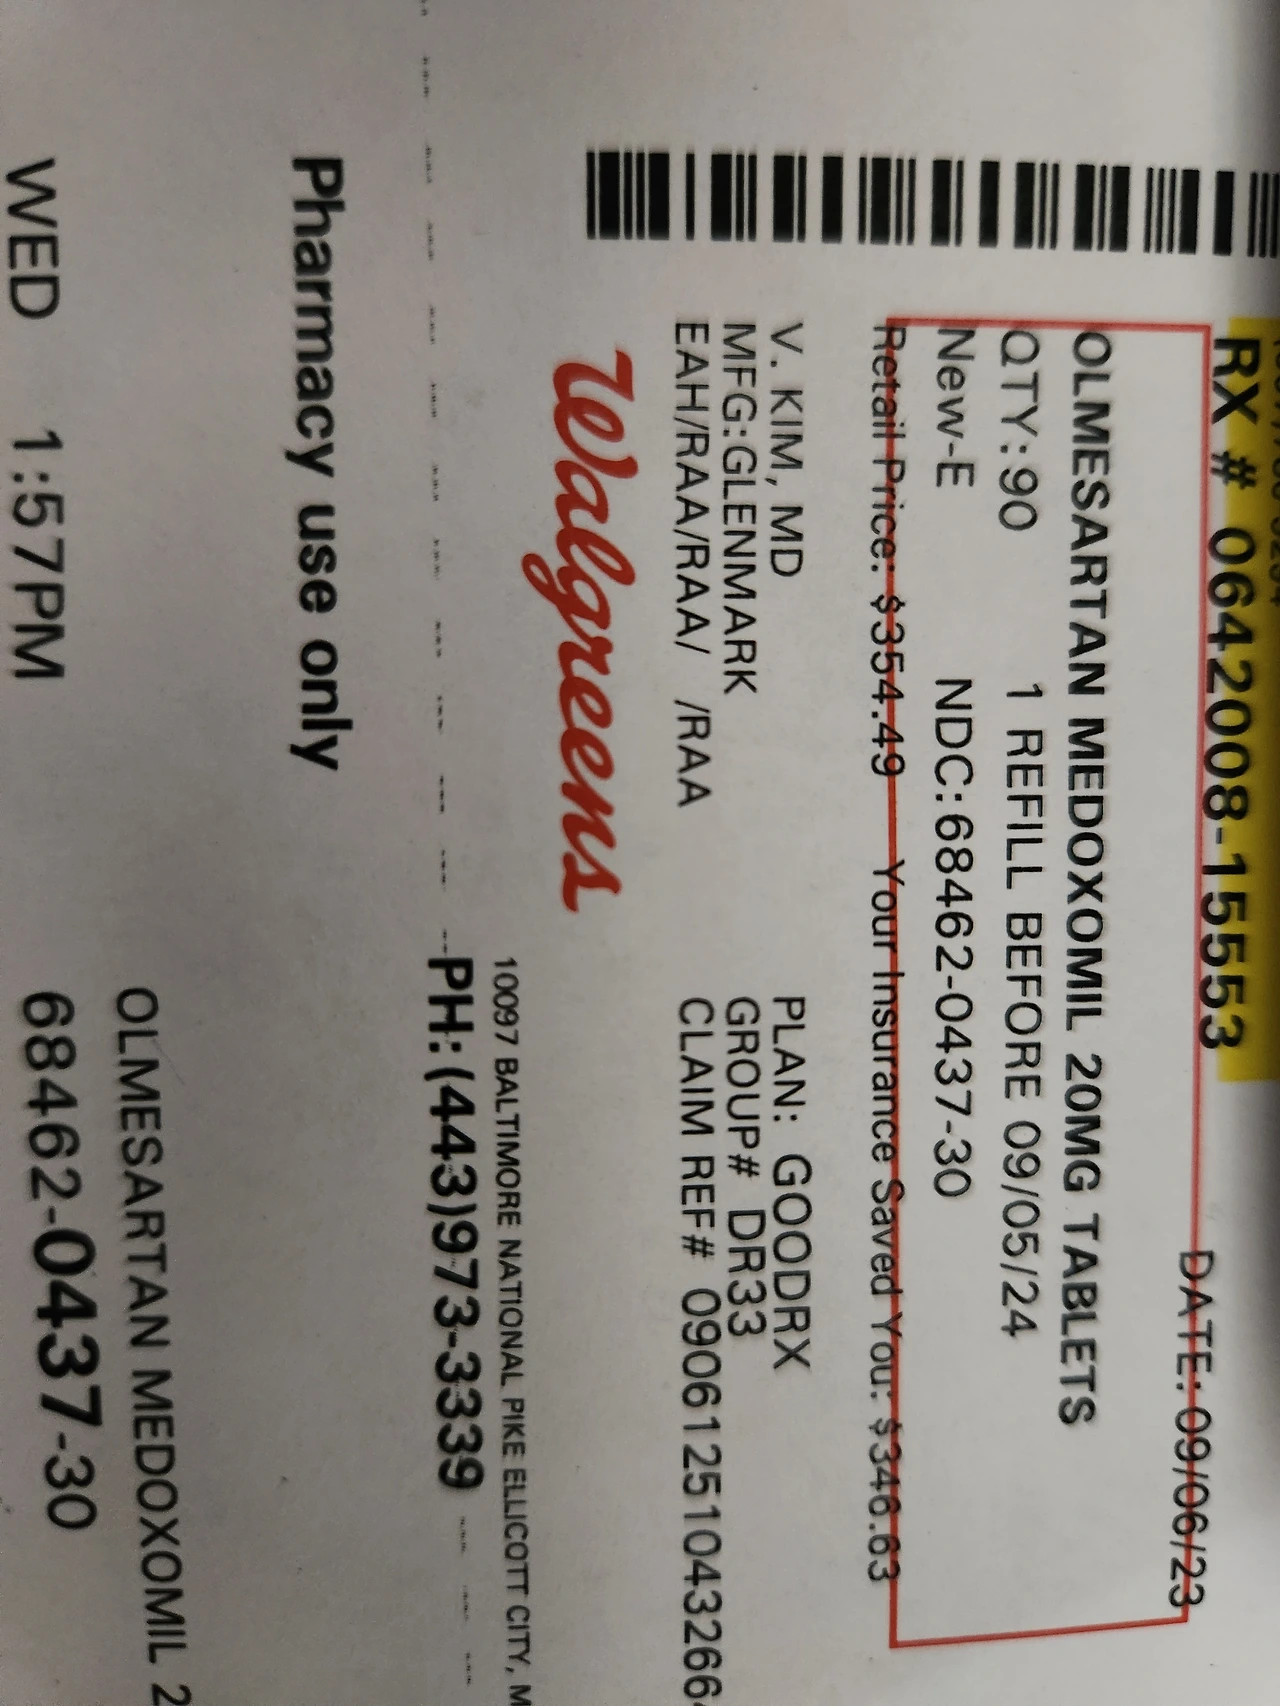 RX # 0642008-15553
DATE: 09/06/23
OLMESARTAN MEDOXOMIL 20MG TABLETS
QTY: 90 1 REFILL BEFORE 09/05/24
New-E NDC: 68462-0437-30
Retail Price: $354.49 Your Insurance Saved You: $346.63
V. KIM, MD PLAN: GOODRX
MFG:GLENMARK GROUP# DR33
EAH/RAA/RAA/ /RAA CLAIM REF# 09061251043266
Walgreens
10097 BALTIMORE NATIONAL PIKE ELLICOTT CITY, M
PH: (443)973-3339
Pharmacy use only
OLMESARTAN MEDOXOMIL 2
WED 1:57PM 68462-0437-30